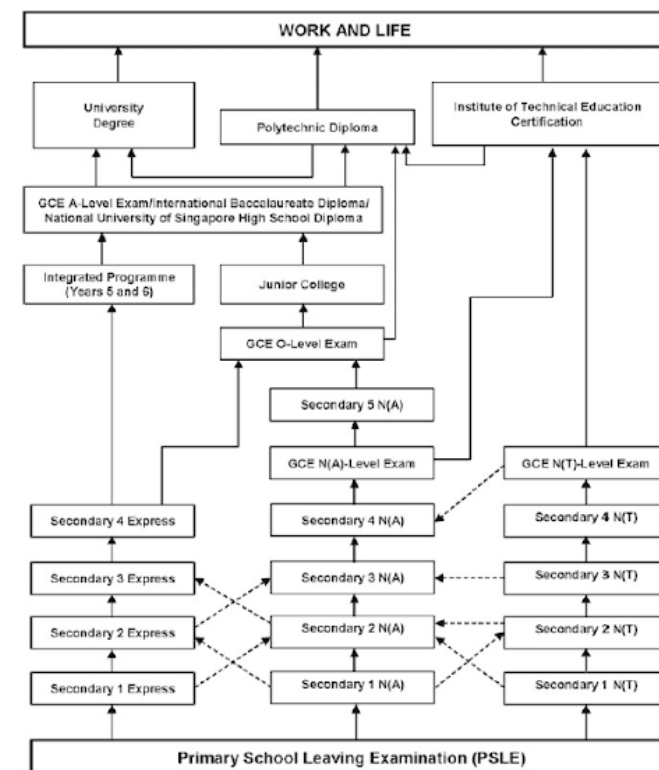 WORK AND LIFE
University
Degree
Polytechnic Diploma
Institute of Technical Education
Certification
GCE A-Level Exam/International Baccalaureate Diploma/
National University of Singapore High School Diploma
Integrated Programme
(Years 5 and 6)
Junior College
GCE O-Level Exam
Secondary 5 N(A)
GCE N(A)-Level Exam
GCE N(T)-Level Exam
Secondary 4 Express
Secondary 4 N(A)
Secondary 4 N(T)
Secondary 3 Express
Secondary 3 N(A)
Secondary 3 N(T)
Secondary 2 Express
Secondary 2 N(A)
Secondary 2 N(T)
Secondary 1 Express
Secondary 1 N(A)
Secondary 1 N(T)
Primary School Leaving Examination (PSLE)